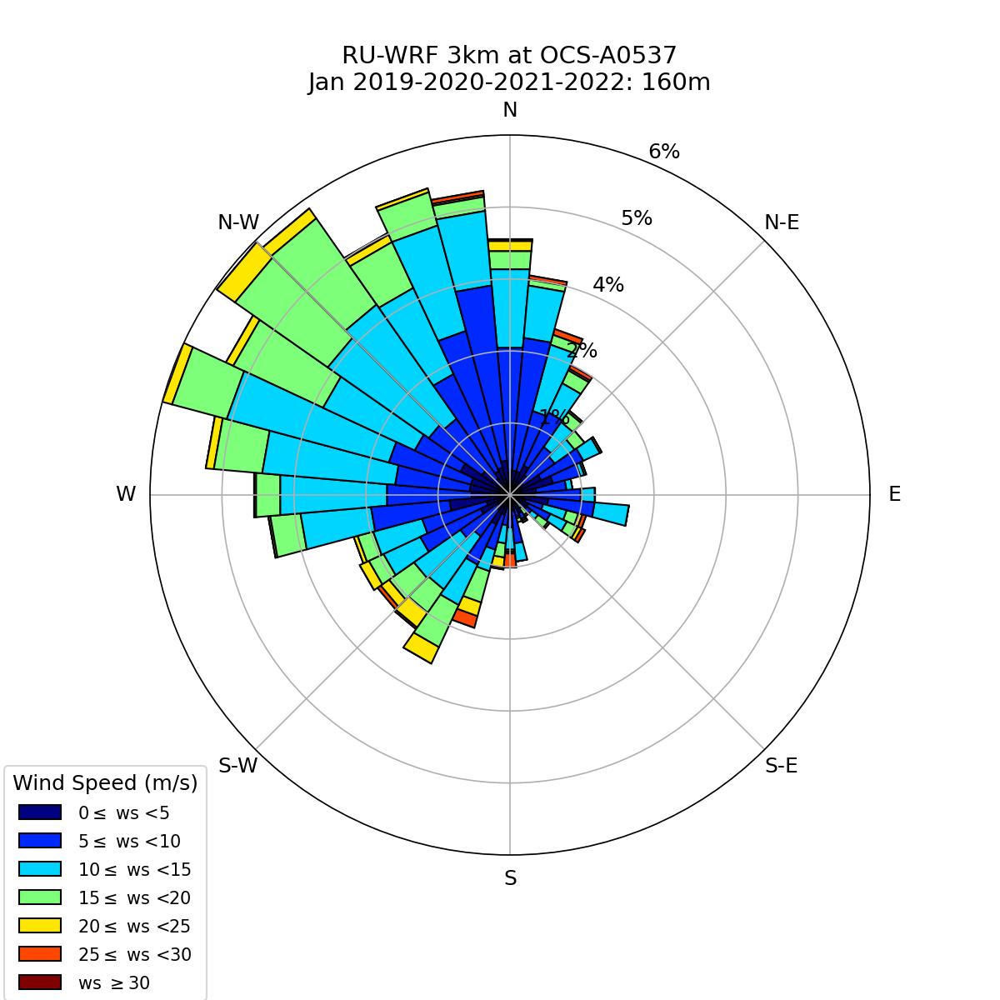 RU-WRF 3km at OCS-A0537
Jan 2019-2020-2021-2022: 160m
N
6%
N-W
5%
N-E
4%
2%
1%
W
E
S-W
S-E
S
Wind Speed (m/s)
0≤ ws <5
5≤ ws <10
10≤ ws <15
15≤ ws <20
20≤ ws <25
25≤ ws <30
ws ≥30